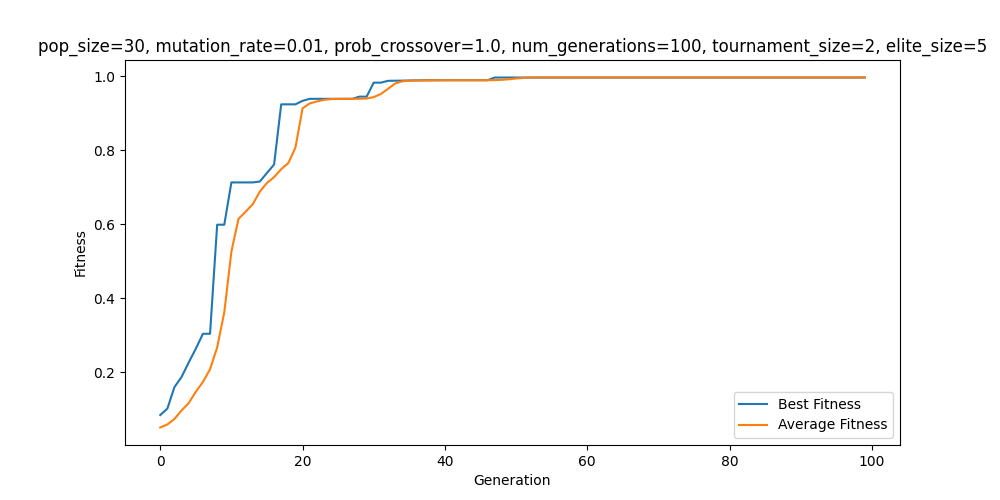 pop_size=30, mutation_rate=0.01, prob_crossover=1.0, num_generations=100, tournament_size=2, elite_size=5
1.0
0.8
0.6
0.4
0.2
Fitness
Best Fitness
Average Fitness
0 20 40 60 80 100
Generation